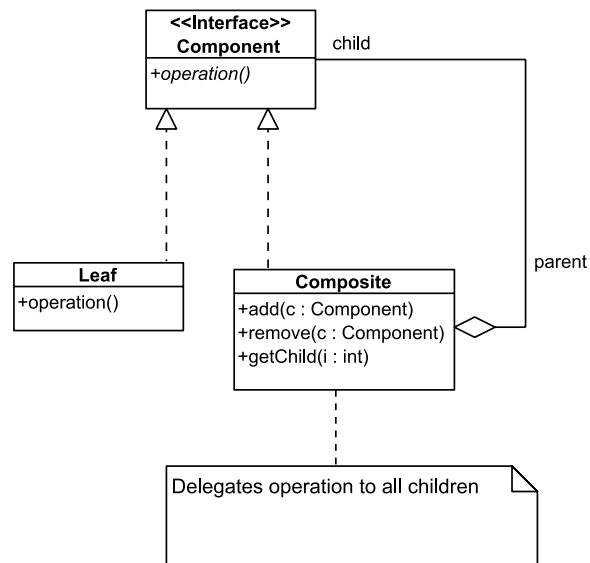 <<Interface>>
Component
+operation()
child
parent
Leaf
+operation()
Composite
+add(c : Component)
+remove(c : Component)
+getChild(i : int)
Delegates operation to all children